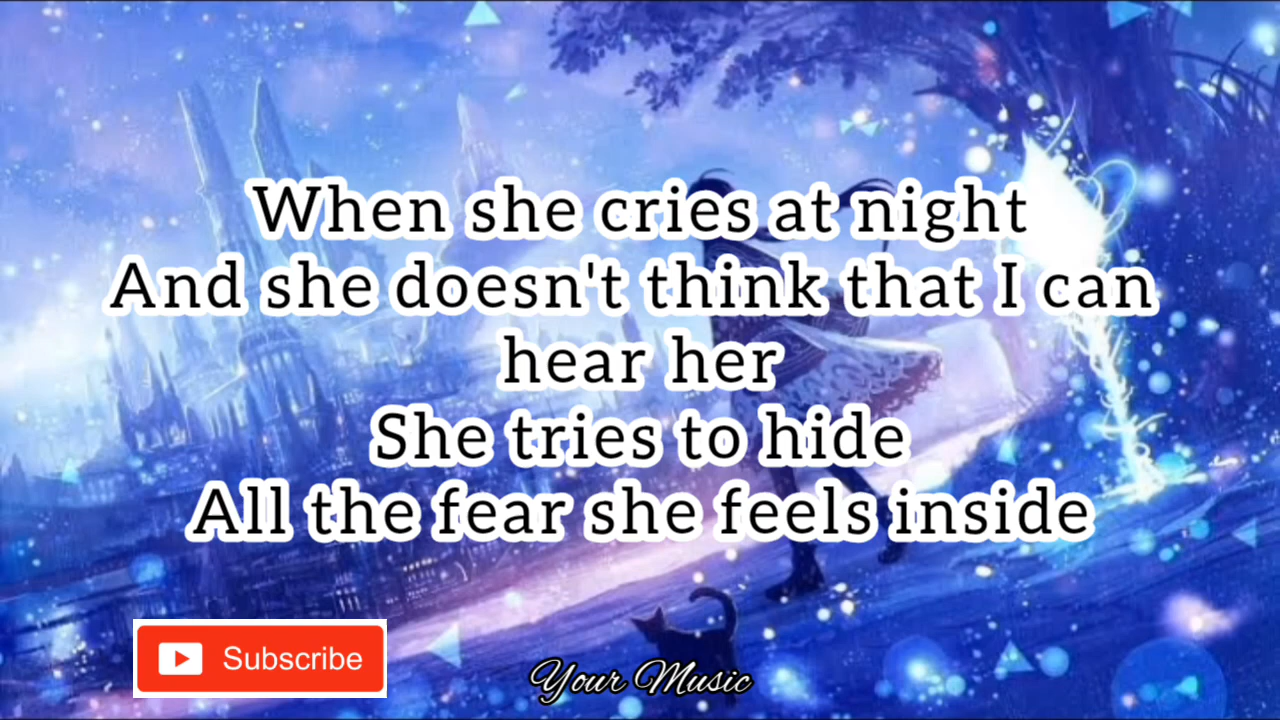 When she cries at night
And she doesn't think that I can
hear her
She tries to hide
All the fear she feels inside
Subscribe
Your Music